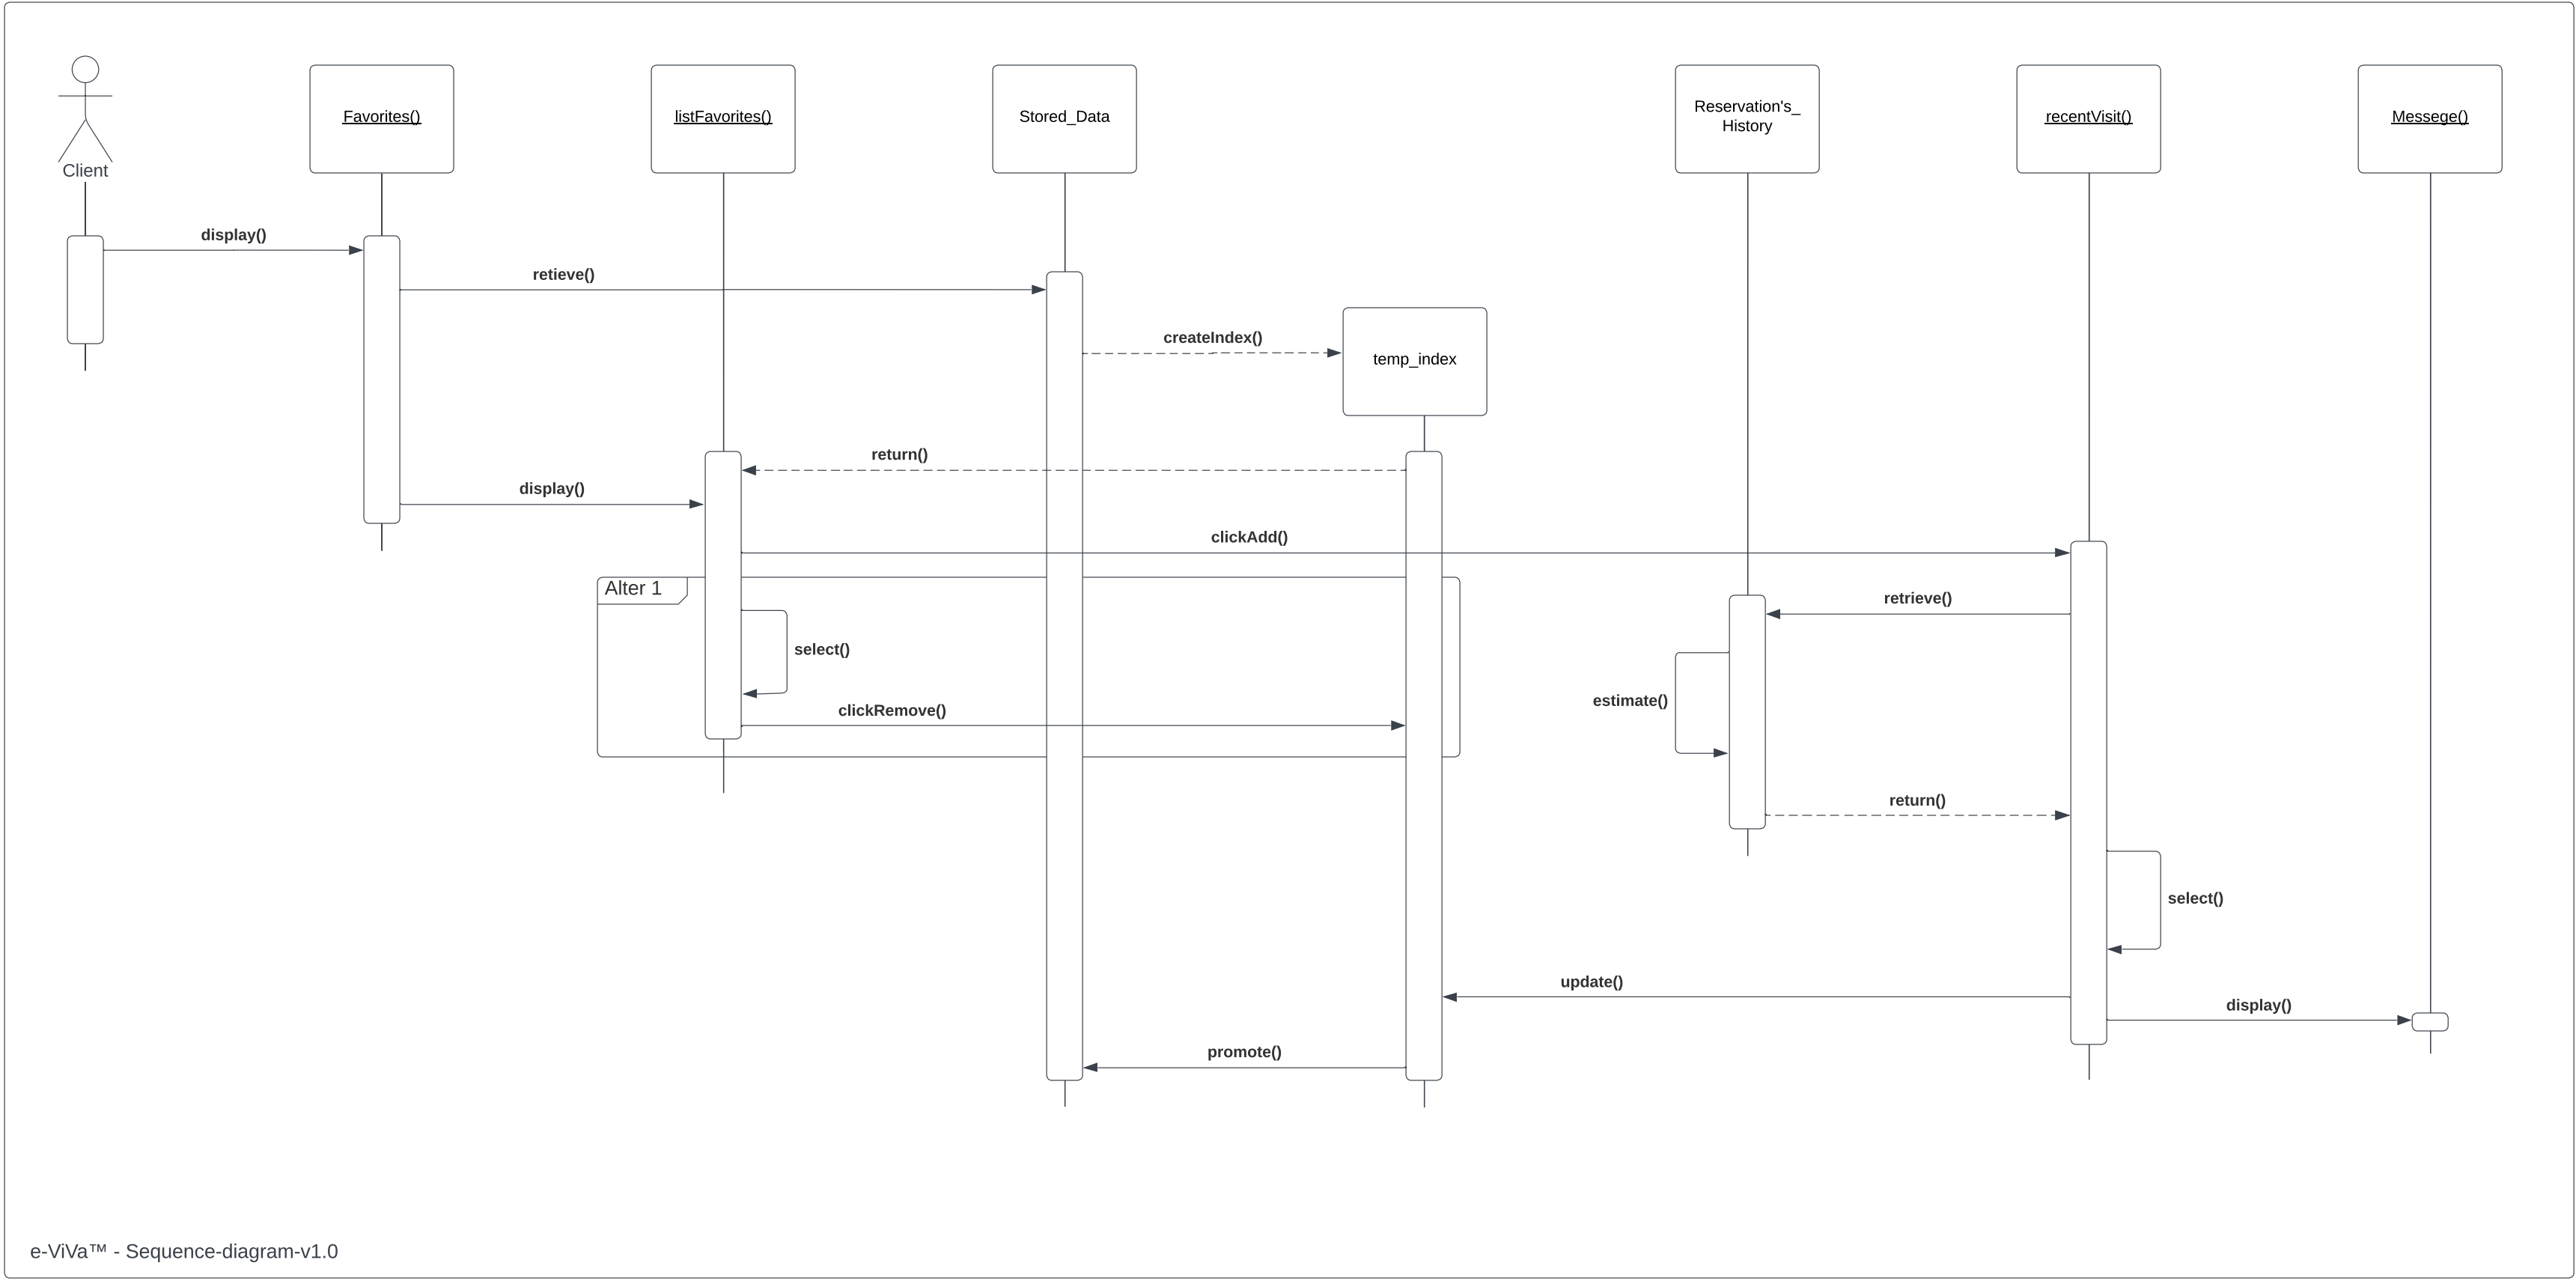 Client
Favorites()
listFavorites()
Stored_Data
Reservation's_
History
recentVisit()
Messege()
display()
retieve()
createIndex()
temp_index
return()
display()
clickAdd()
Alter 1
retrieve()
select()
estimate()
clickRemove()
return()
select()
update()
display()
promote()
e-ViVa™ - Sequence-diagram-v1.0